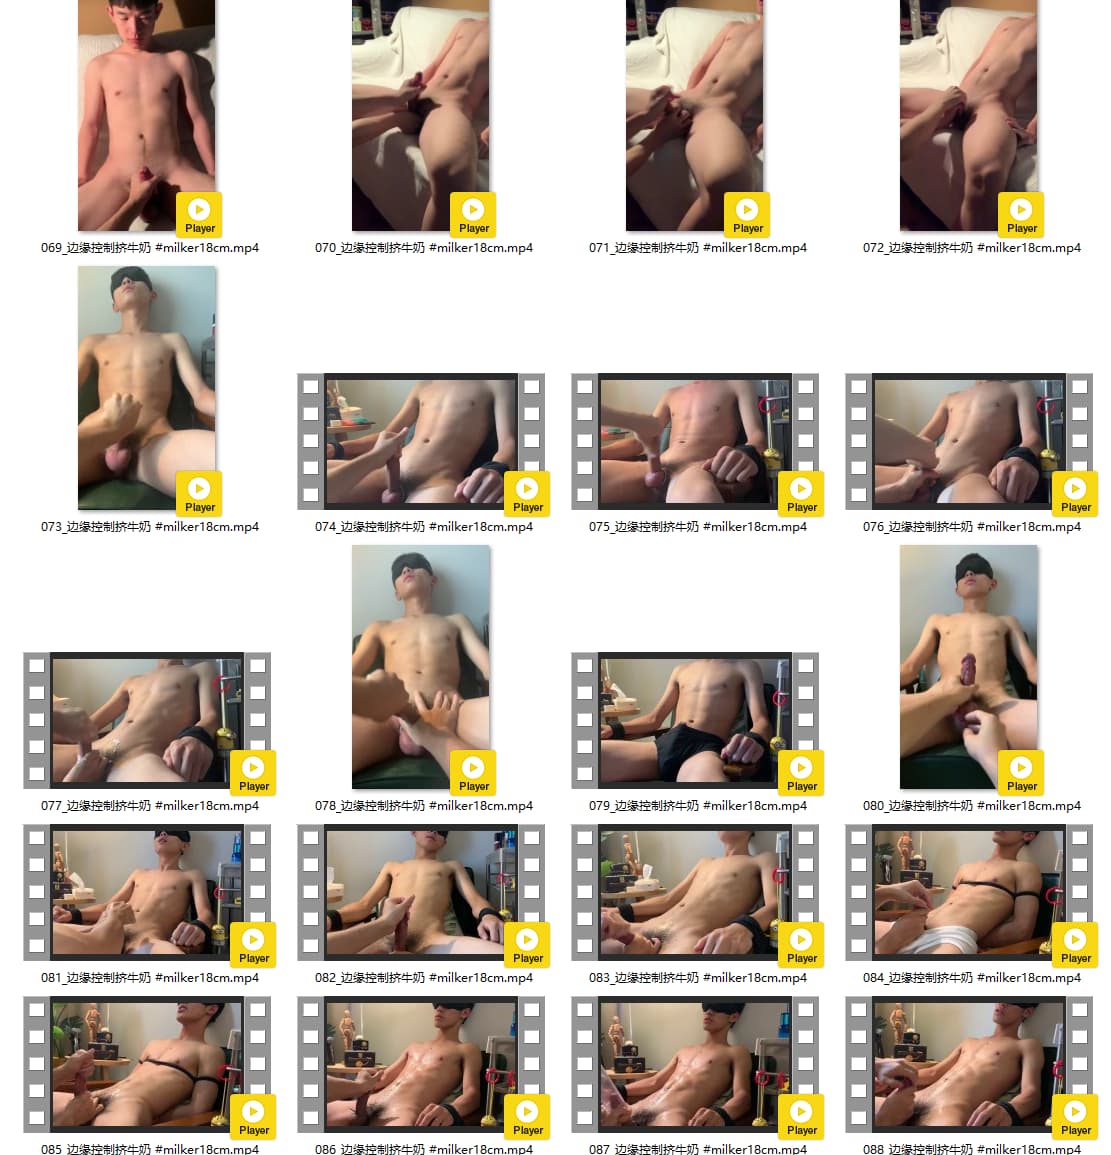 Player
Player
Player
Player
069_边缘控制挤牛奶 #milker18cm.mp4
070_边缘控制挤牛奶 #milker18cm.mp4
071_边缘控制挤牛奶 #milker18cm.mp4
072_边缘控制挤牛奶 #milker18cm.mp4
Player
Player
Player
Player
073_边缘控制挤牛奶 #milker18cm.mp4
074_边缘控制挤牛奶 #milker18cm.mp4
075_边缘控制挤牛奶 #milker18cm.mp4
076_边缘控制挤牛奶 #milker18cm.mp4
Player
Player
Player
Player
077_边缘控制挤牛奶 #milker18cm.mp4
078_边缘控制挤牛奶 #milker18cm.mp4
079_边缘控制挤牛奶 #milker18cm.mp4
080_边缘控制挤牛奶 #milker18cm.mp4
Player
Player
Player
Player
081_边缘控制挤牛奶 #milker18cm.mp4
082_边缘控制挤牛奶 #milker18cm.mp4
083_边缘控制挤牛奶 #milker18cm.mp4
084_边缘控制挤牛奶 #milker18cm.mp4
Player
Player
Player
Player
085_边缘控制挤牛奶 #milker18cm.mp4
086_边缘控制挤牛奶 #milker18cm.mp4
087_边缘控制挤牛奶 #milker18cm.mp4
088_边缘控制挤牛奶 #milker18cm.mp4